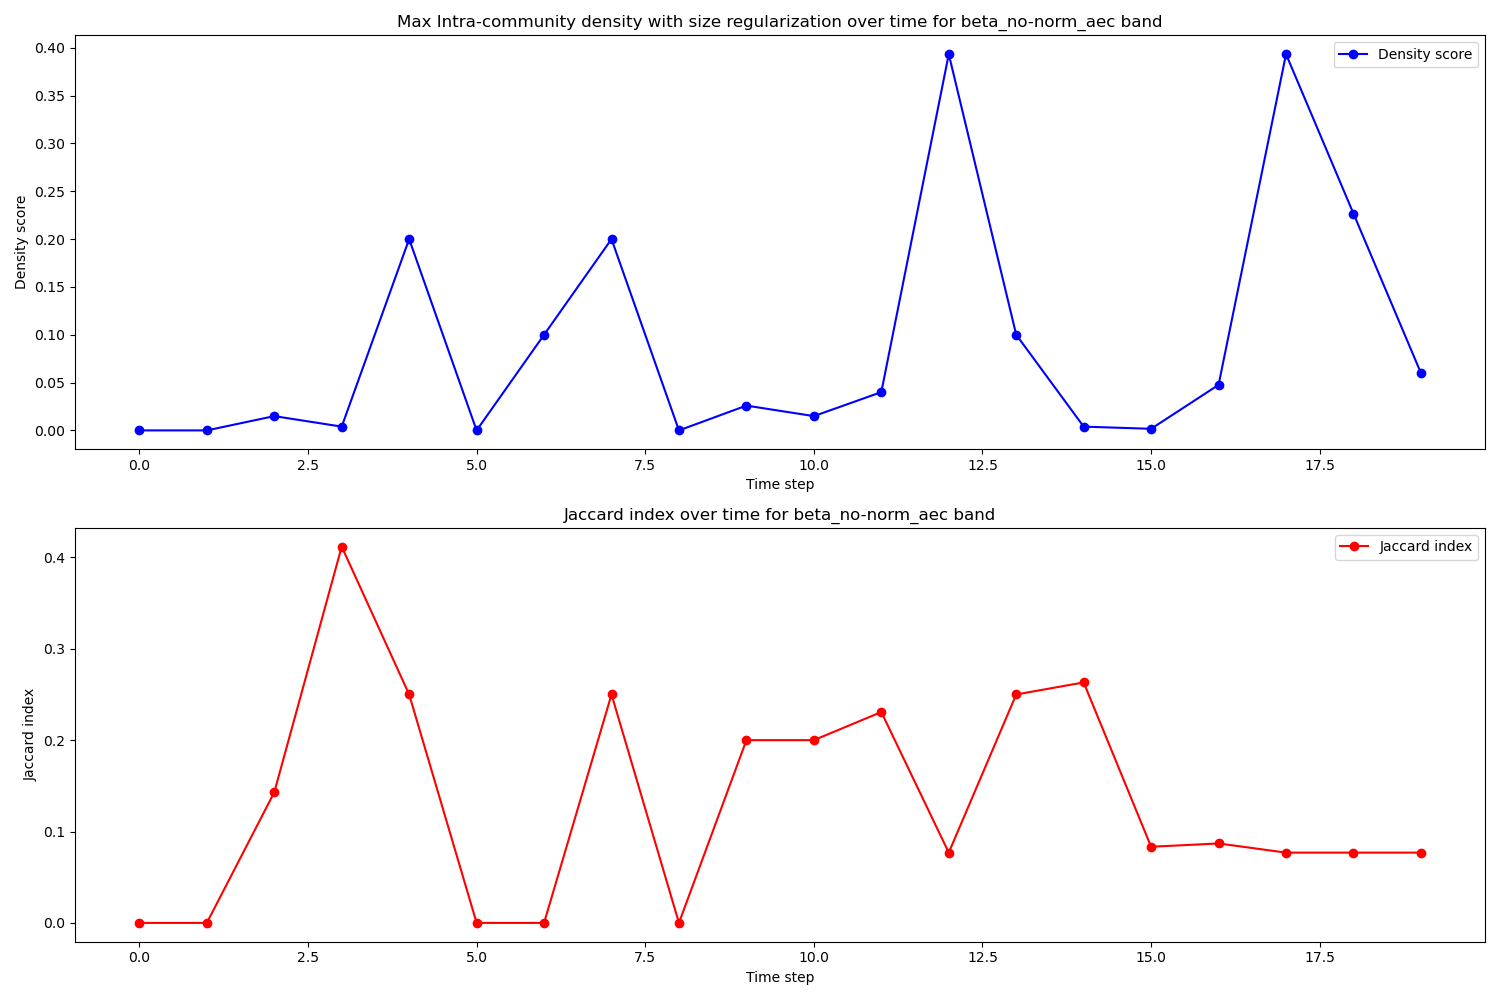 Max Intra-community density with size regularization over time for beta_no-norm_aec band
Density score
0.40
0.35
0.30
0.25
0.20
0.15
0.10
0.05
0.00
Density score
0.0 2.5 5.0 7.5 10.0 12.5 15.0 17.5
Time step
Jaccard index over time for beta_no-norm_aec band
Jaccard index
0.4
0.3
0.2
0.1
0.0
Jaccard index
0.0 2.5 5.0 7.5 10.0 12.5 15.0 17.5
Time step